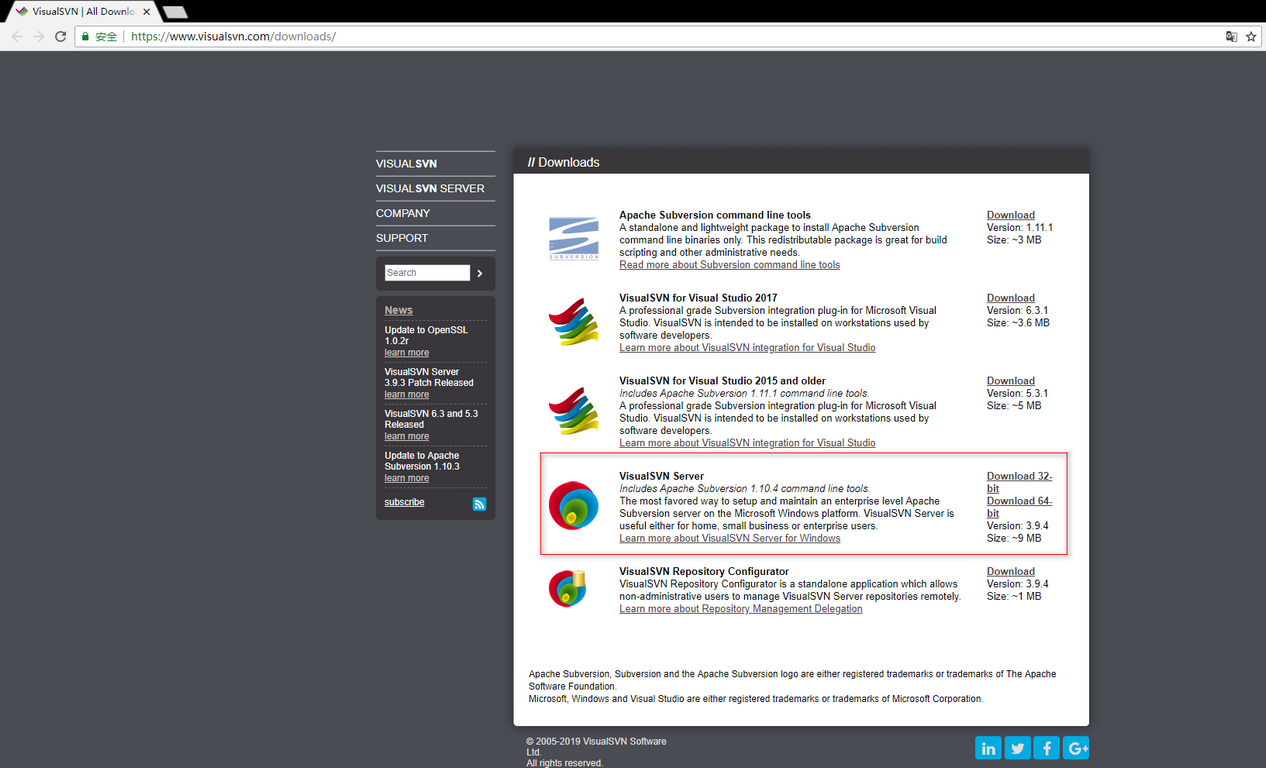 VisualSVN | All Downlo
安全
https://www.visualsvn.com/downloads/
VISUALSVN
VISUALSVN SERVER
COMPANY
SUPPORT
Search
News
Update to OpenSSL
1.0.2r
learn more
VisualSVN Server
3.9.3 Patch Released
learn more
VisualSVN 6.3 and 5.3
Released
learn more
Update to Apache
Subversion 1.10.3
learn more
subscribe
// Downloads
SUBVERSION
Apache Subversion command line tools
A standalone and lightweight package to install Apache Subversion
command line binaries only. This redistributable package is great for build
scripting and other administrative needs.
Read more about Subversion command line tools
Download
Version: 1.11.1
Size: ~3 MB
VisualSVN for Visual Studio 2017
A professional grade Subversion integration plug-in for Microsoft Visual
Studio. VisualSVN is intended to be installed on workstations used by
software developers.
Learn more about VisualSVN integration for Visual Studio
Download
Version: 6.3.1
Size: ~3.6 MB
VisualSVN for Visual Studio 2015 and older
Includes Apache Subversion 1.11.1 command line tools.
A professional grade Subversion integration plug-in for Microsoft Visual
Studio. VisualSVN is intended to be installed on workstations used by
software developers.
Learn more about VisualSVN integration for Visual Studio
Download
Version: 5.3.1
Size: ~5 MB
VisualSVN Server
Includes Apache Subversion 1.10.4 command line tools.
The most favored way to setup and maintain an enterprise level Apache
Subversion server on the Microsoft Windows platform. VisualSVN Server is
useful either for home, small business or enterprise users.
Learn more about VisualSVN Server for Windows
Download 32-
bit
Download 64-
bit
Version: 3.9.4
Size: ~9 MB
VisualSVN Repository Configurator
VisualSVN Repository Configurator is a standalone application which allows
non-administrative users to manage VisualSVN Server repositories remotely.
Learn more about Repository Management Delegation
Download
Version: 3.9.4
Size: ~1 MB
Apache Subversion, Subversion and the Apache Subversion logo are either registered trademarks or trademarks of The Apache
Software Foundation.
Microsoft, Windows and Visual Studio are either registered trademarks or trademarks of Microsoft Corporation.
© 2005-2019 VisualSVN Software
Ltd.
All rights reserved.
in
f
G+